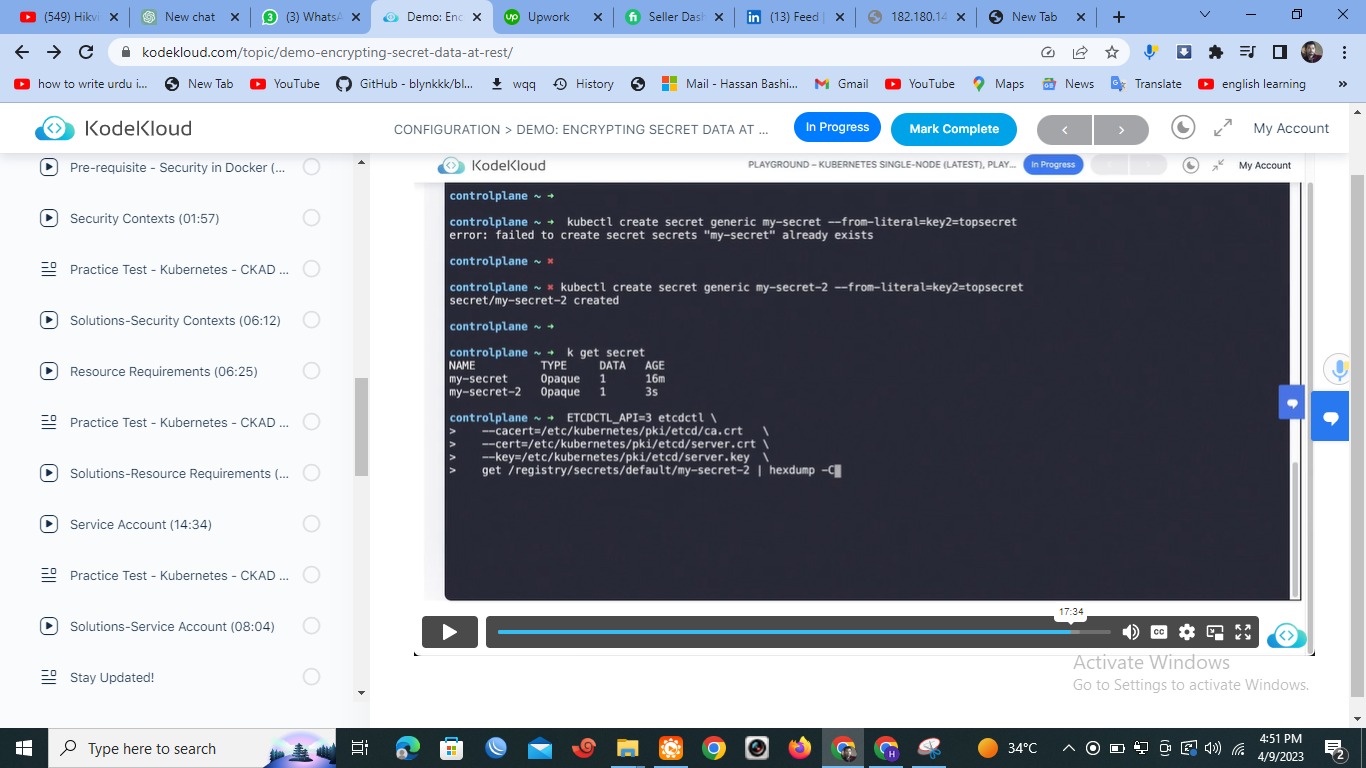 (549) Hikvi
New chat
(3) WhatsA
Demo: Enc
Upwork
Seller Dash
(13) Feed |
182.180.14
New Tab
kodekloud.com/topic/demo-encrypting-secret-data-at-rest/
how to write urdu i...
New Tab
YouTube
GitHub - blynkkk/bl...
wqq
History
Mail - Hassan Bashi...
Gmail
YouTube
Maps
News
Translate
english learning
»
KodeKloud
CONFIGURATION > DEMO: ENCRYPTING SECRET DATA AT ...
In Progress
Mark Complete
My Account
Pre-requisite - Security in Docker (...
Security Contexts (01:57)
Practice Test - Kubernetes - CKAD ...
Solutions-Security Contexts (06:12)
Resource Requirements (06:25)
Practice Test - Kubernetes - CKAD ...
Solutions-Resource Requirements (...
Service Account (14:34)
Practice Test - Kubernetes - CKAD ...
Solutions-Service Account (08:04)
Stay Updated!
KodeKloud
PLAYGROUND – KUBERNETES SINGLE-NODE (LATEST), PLAY...
In Progress
My Account
controlplane ~ ➜
controlplane ~ ➜ kubectl create secret generic my-secret --from-literal=key2=topsecret
error: failed to create secret secrets "my-secret" already exists
controlplane ~ ✖
controlplane ~ ✖ kubectl create secret generic my-secret-2 --from-literal=key2=topsecret
secret/my-secret-2 created
controlplane ~ ➜
controlplane ~ ➜ k get secret
NAME TYPE DATA AGE
my-secret Opaque 1 16m
my-secret-2 Opaque 1 3s
controlplane ~ ➜ ETCDCTL_API=3 etcdctl \
> --cacert=/etc/kubernetes/pki/etcd/ca.crt \
> --cert=/etc/kubernetes/pki/etcd/server.crt \
> --key=/etc/kubernetes/pki/etcd/server.key \
> get /registry/secrets/default/my-secret-2 | hexdump -C
17:34
CC
Activate Windows
Go to Settings to activate Windows.
Type here to search
34°C
4:51 PM
4/9/2023
2